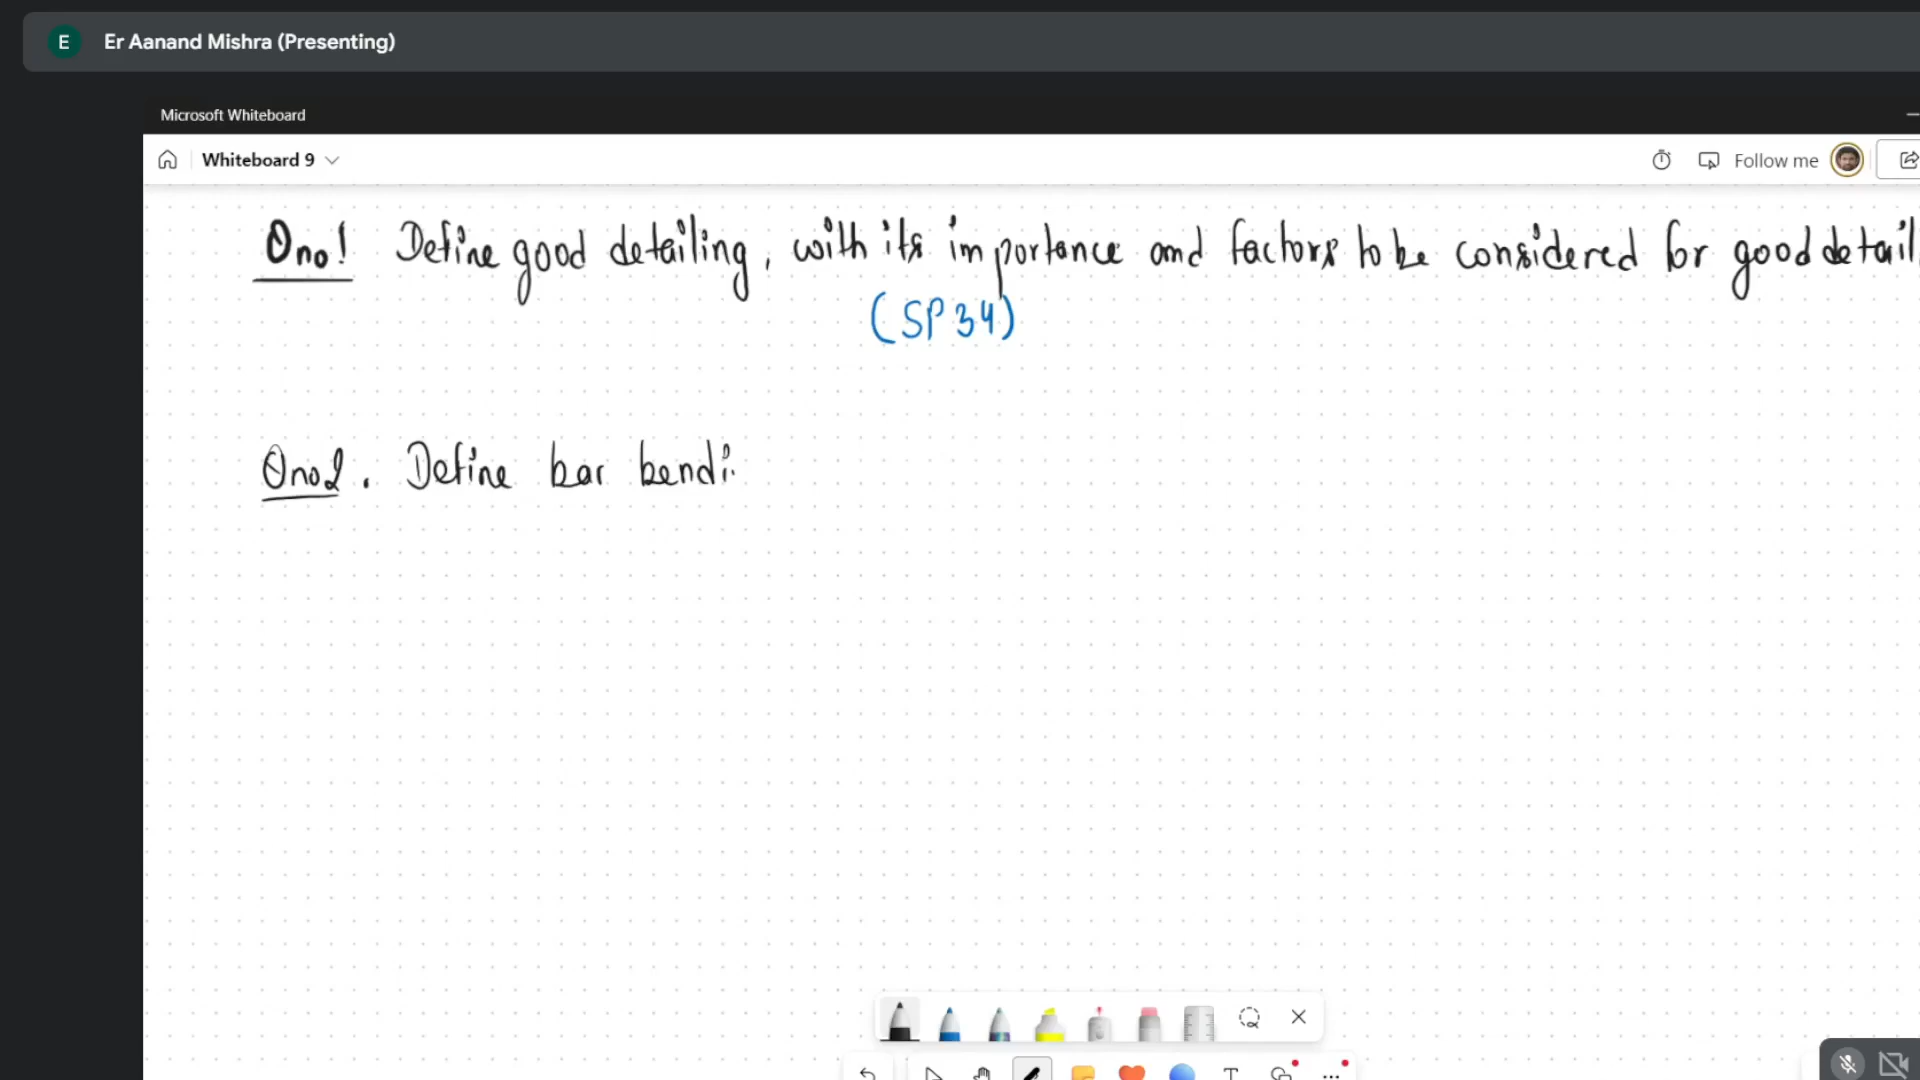 E Er Aanand Mishra (Presenting)
Microsoft Whiteboard
Whiteboard 9 Follow me
Qno1 Define good detailing, with its importance and factors to be considered for good detail
(SP 34)
Qno2. Define bar bendi